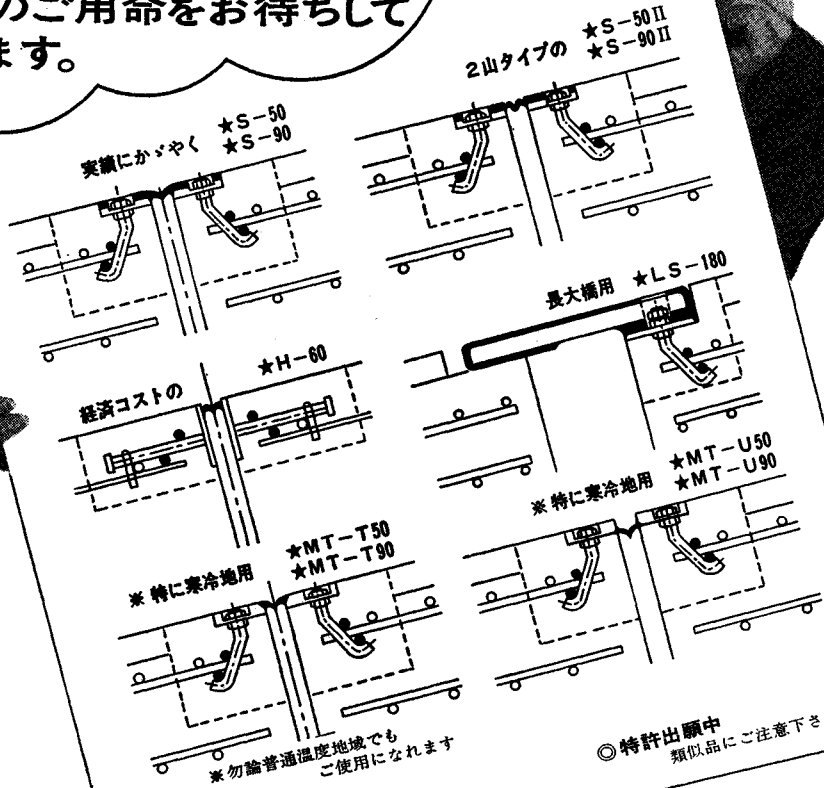 のご用命をお待ちして
ます。
実績にかゞやく
★S－50
★S－90
2山タイプの
★S－50Ⅱ
★S－90Ⅱ
経済コストの
★H－60
長大橋用
★LS－180
※特に寒冷地用
★MT－T50
★MT－T90
※特に寒冷地用
★MT－U50
★MT－U90
※勿論普通温度地域でも
ご使用になれます
◎特許出願中
類似品にご注意下さ